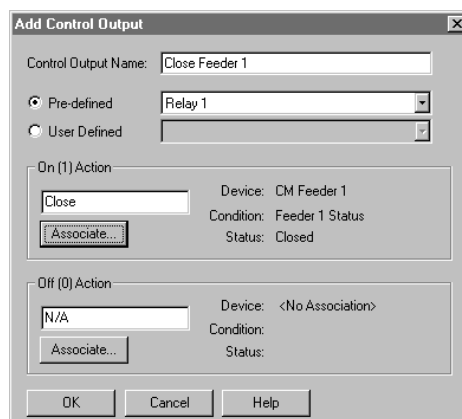 Add Control Output
Control Output Name: Close Feeder 1
Pre-defined Relay 1
User Defined
On (1) Action
Close
Associate...
Device: CM Feeder 1
Condition: Feeder 1 Status
Status: Closed
Off (0) Action
N/A
Associate...
Device: <No Association>
Condition:
Status:
OK Cancel Help